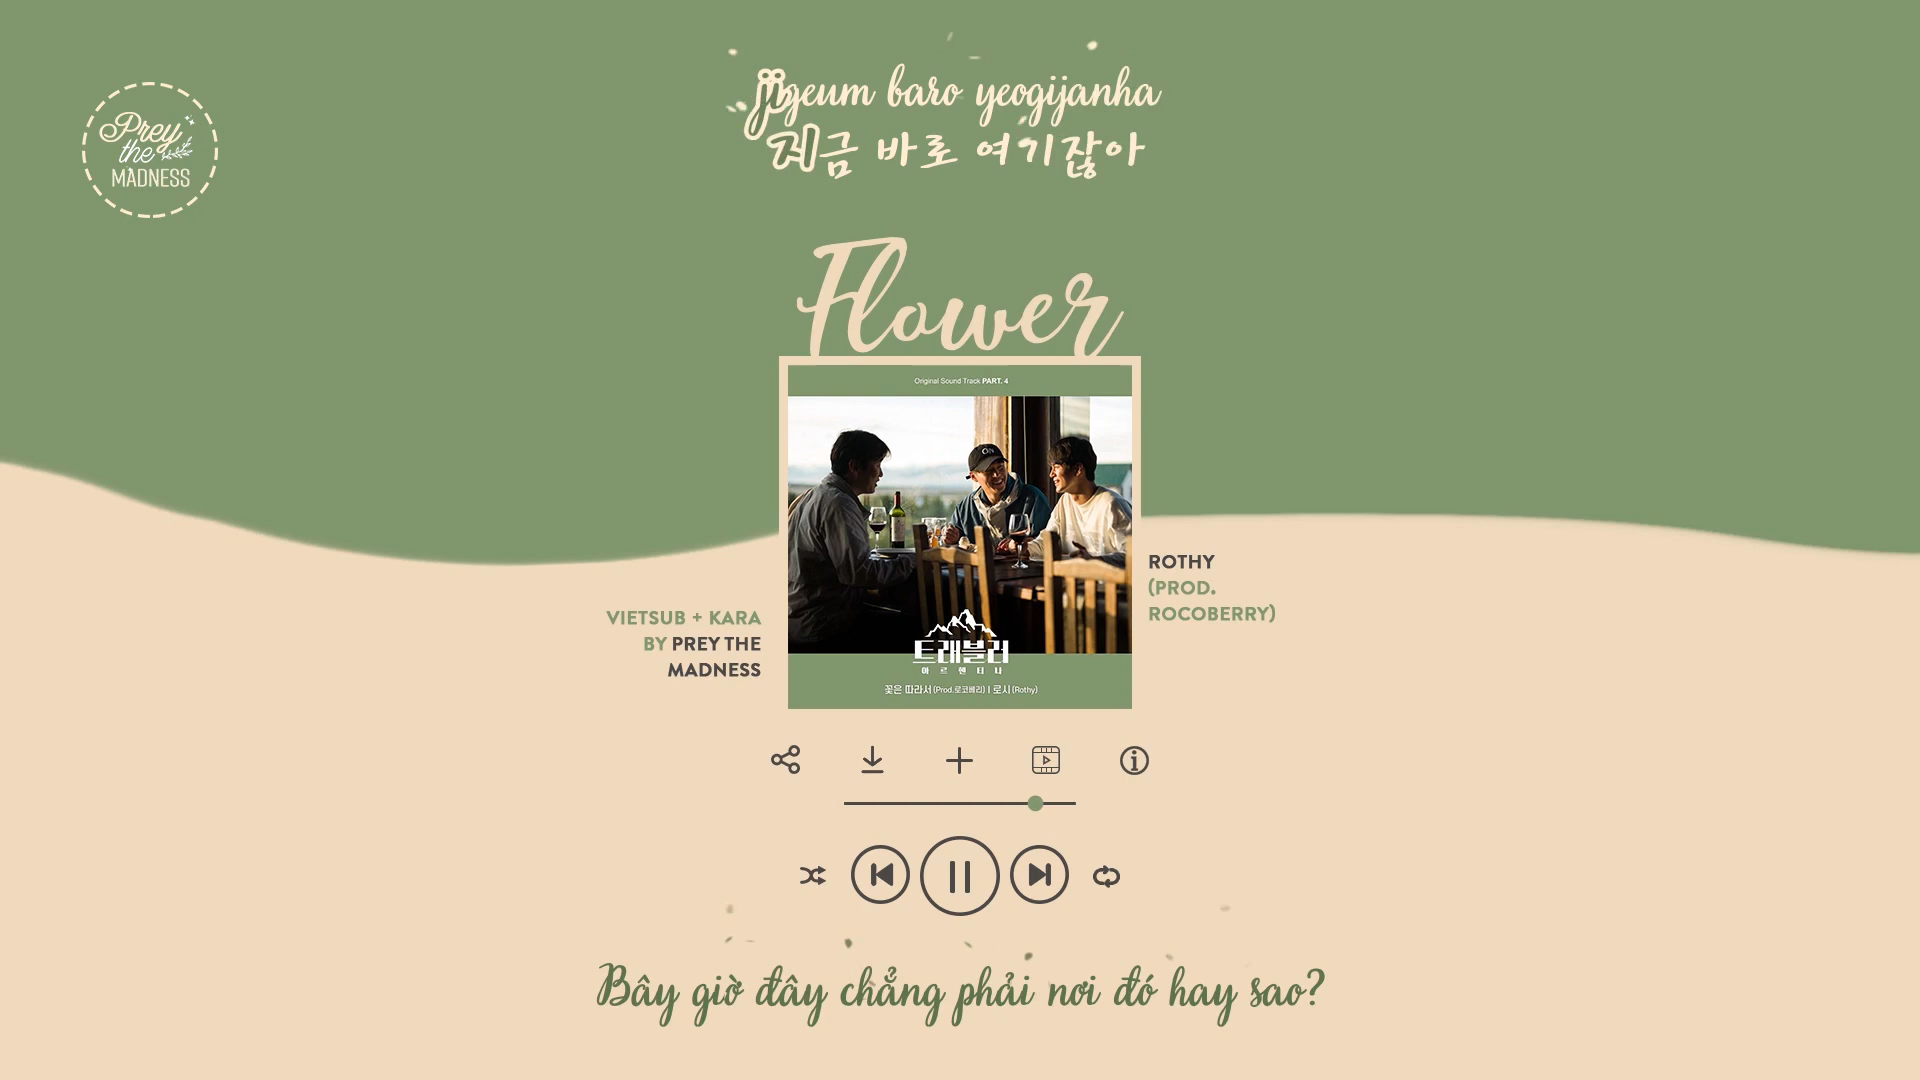 Prey
the
MADNESS
jigeum baro yeogijanha
지금 바로 여기잖아
Flower
Original Sound Track PART. 4
트래블러
아르헨티나
꽃은 따라서 (Prod.로코베리) | 로시 (Rothy)
VIETSUB + KARA
BY PREY THE
MADNESS
ROTHY
(PROD.
ROCOBERRY)
Bây giờ đây chẳng phải nơi đó hay sao?